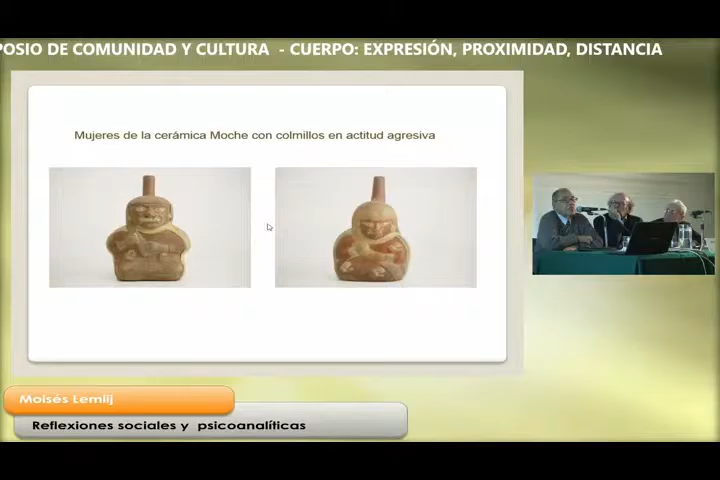 POSIO DE COMUNIDAD Y CULTURA - CUERPO: EXPRESIÓN, PROXIMIDAD, DISTANCIA
Mujeres de la cerámica Moche con colmillos en actitud agresiva
Moisés Lemlij
Reflexiones sociales y psicoanalíticas